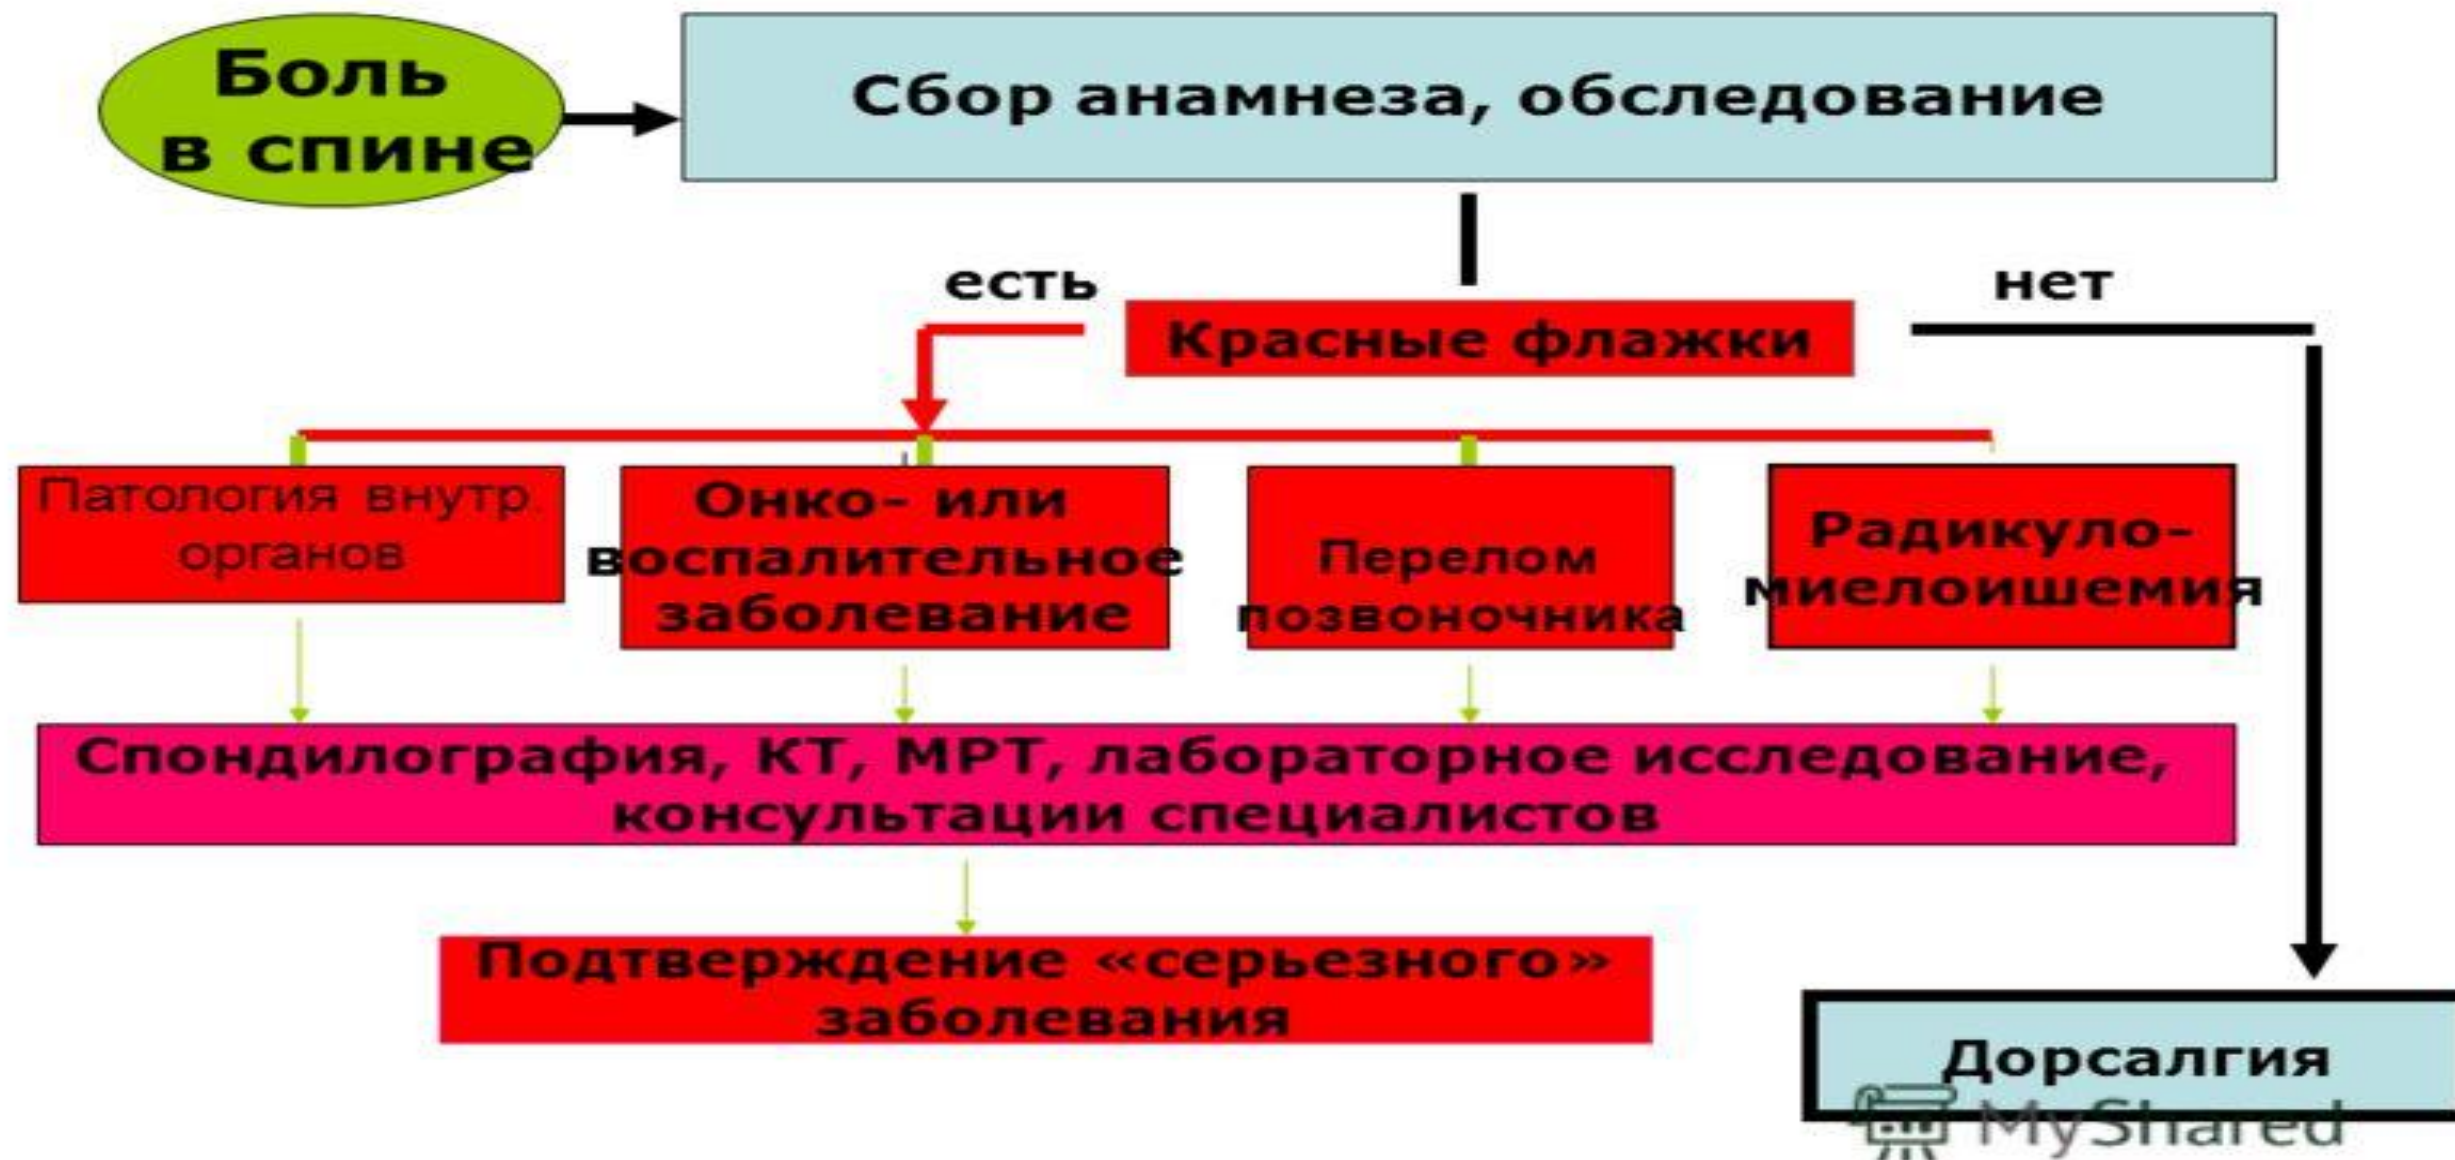 Боль
в спине
Сбор анамнеза, обследование
есть
нет
Красные флажки
Патология внутр.
органов
Онко- или
воспалительное
заболевание
Перелом
позвоночника
Радикуло-
миелоишемия
Спондилография, КТ, МРТ, лабораторное исследование,
консультации специалистов
Подтверждение «серьезного»
заболевания
Дорсалгия
MyShared